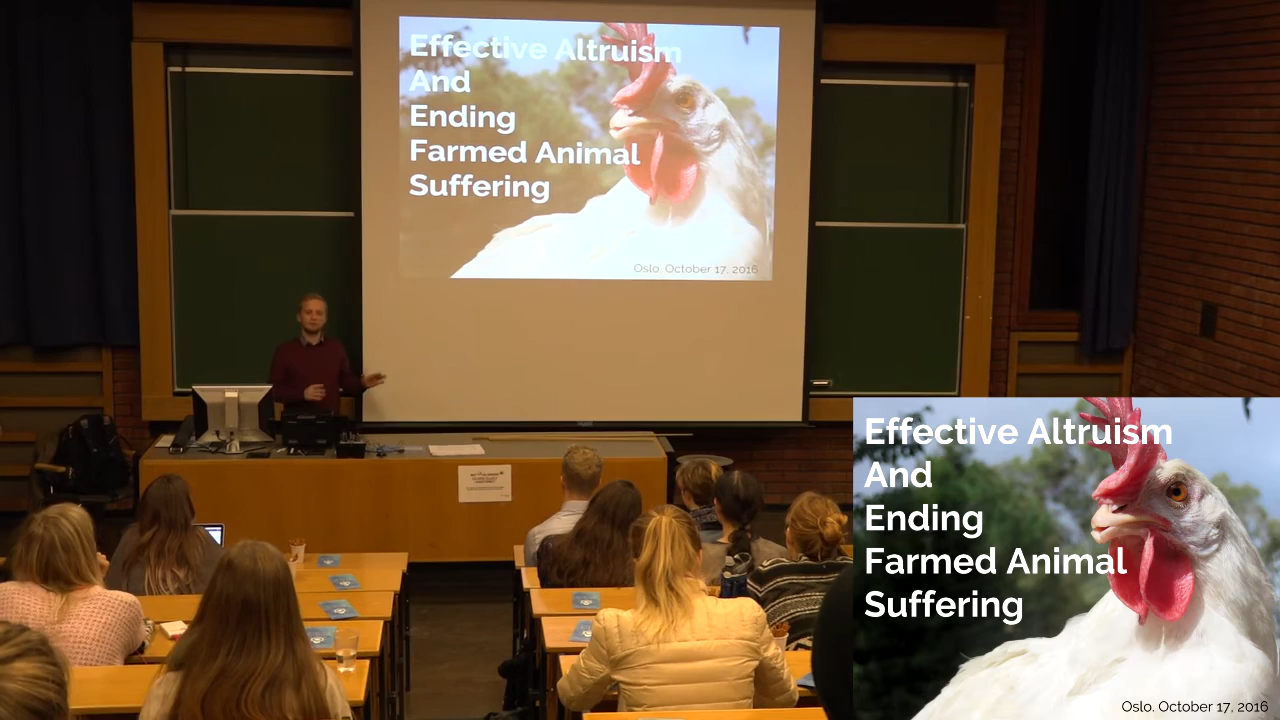 Effective Altruism
And
Ending
Farmed Animal
Suffering
Oslo, October 17, 2016
Effective Altruism
And
Ending
Farmed Animal
Suffering
Oslo, October 17, 2016